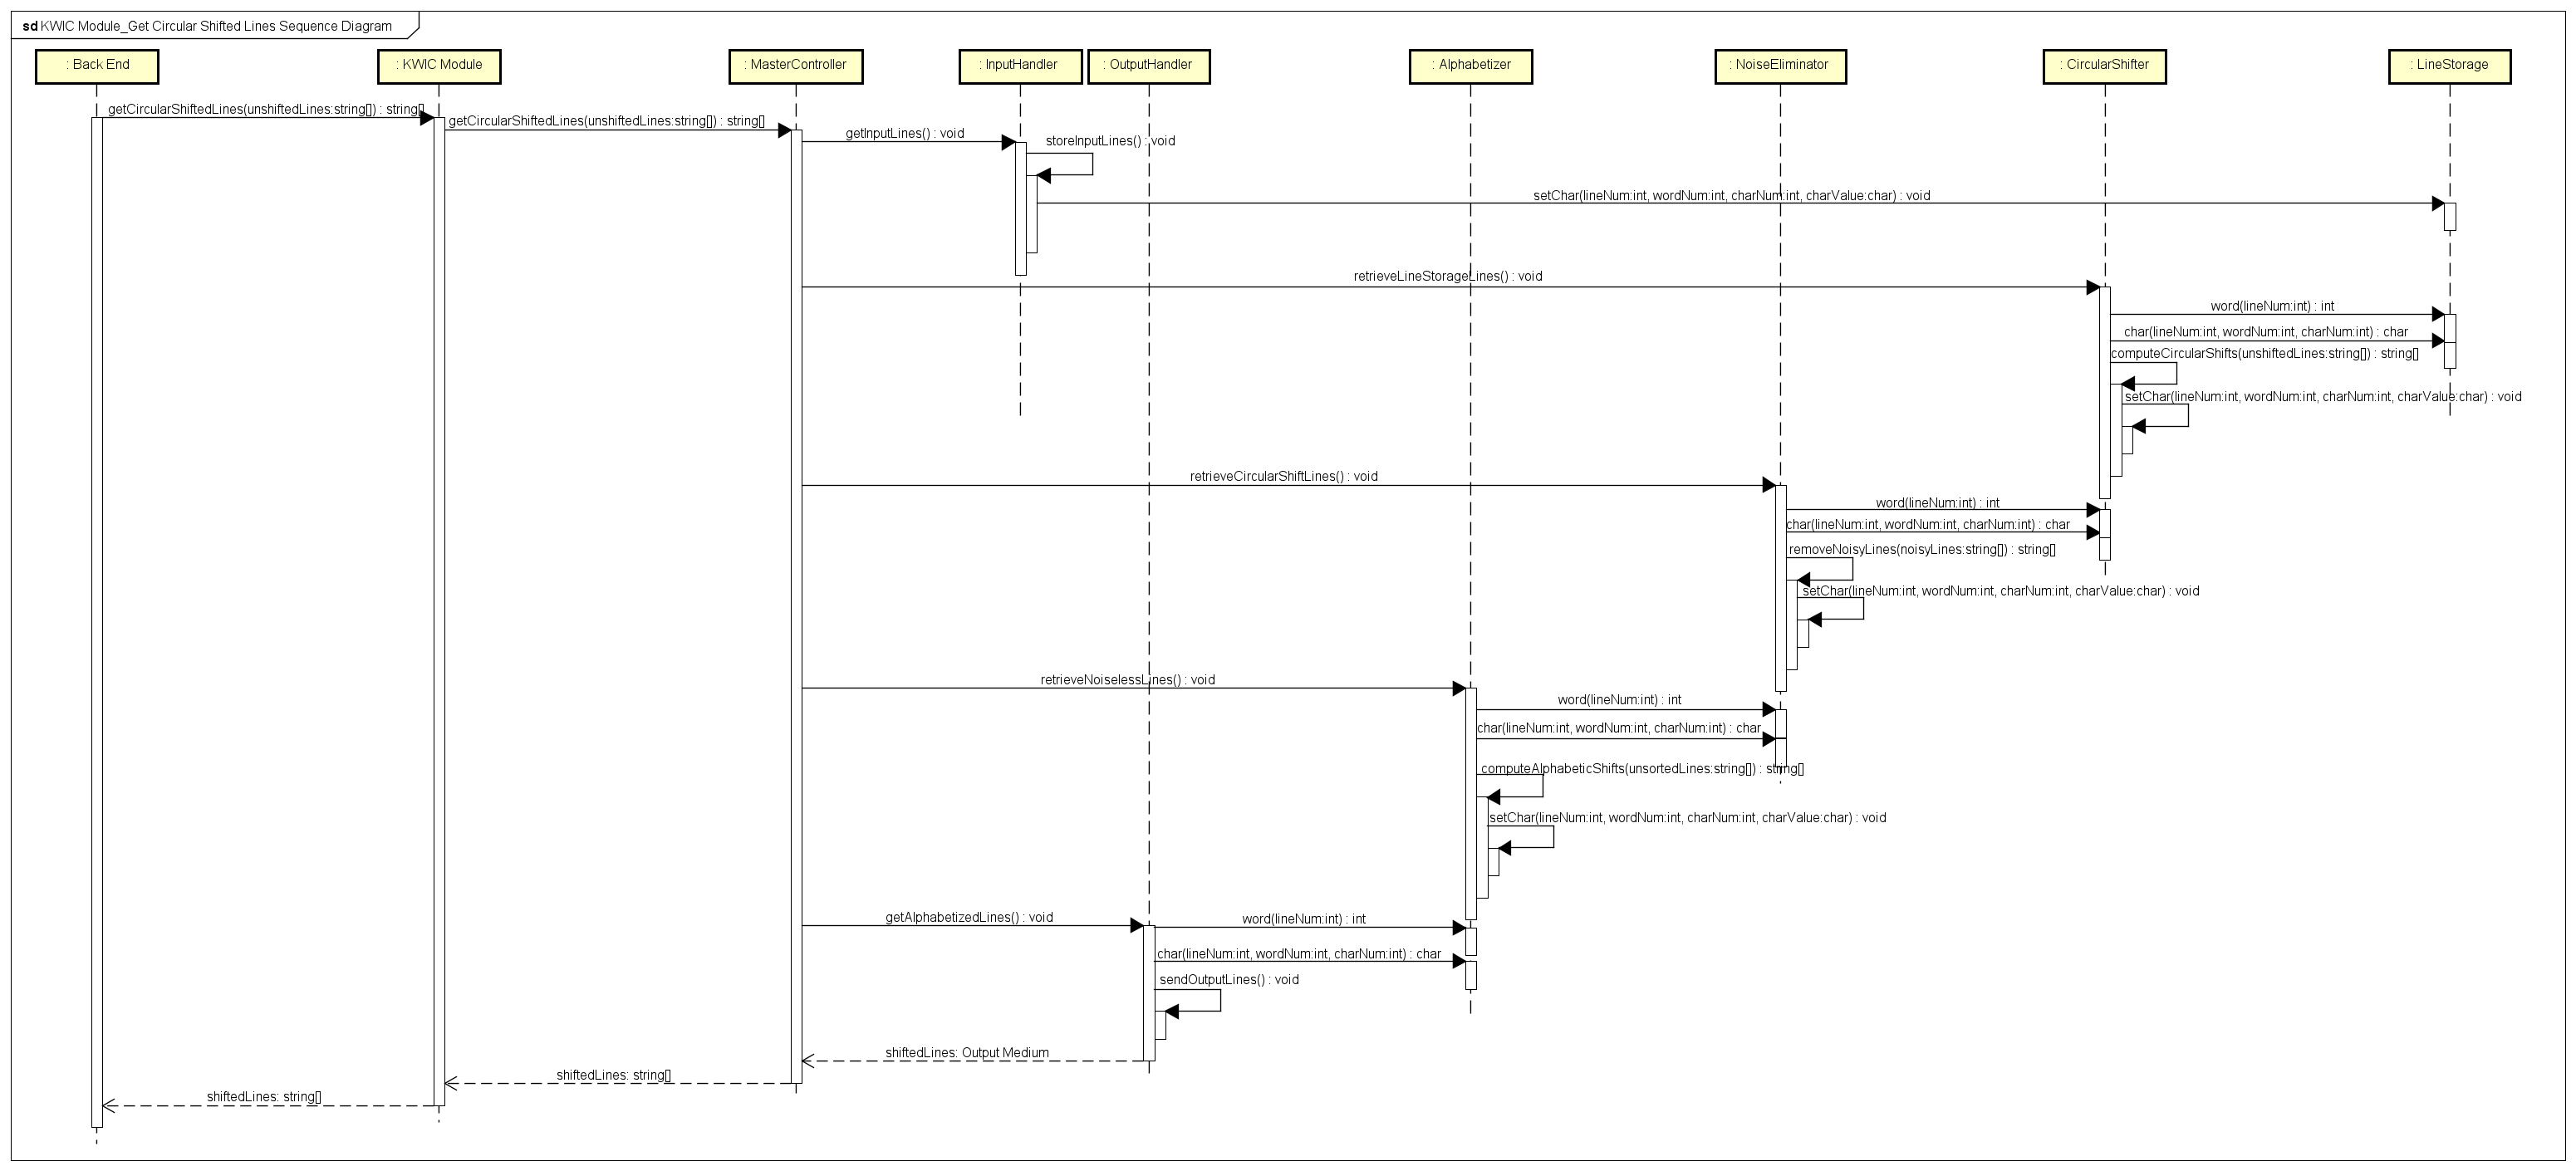 sd KWIC Module_Get Circular Shifted Lines Sequence Diagram
: Back End
: KWIC Module
: MasterController
: InputHandler
: OutputHandler
: Alphabetizer
: NoiseEliminator
: CircularShifter
: LineStorage
getCircularShiftedLines(unshiftedLines:string[]) : string[]
getCircularShiftedLines(unshiftedLines:string[]) : string[]
getInputLines() : void
storeInputLines() : void
setChar(lineNum:int, wordNum:int, charNum:int, charValue:char) : void
retrieveLineStorageLines() : void
word(lineNum:int) : int
char(lineNum:int, wordNum:int, charNum:int) : char
computeCircularShifts(unshiftedLines:string[]) : string[]
setChar(lineNum:int, wordNum:int, charNum:int, charValue:char) : void
retrieveCircularShiftLines() : void
word(lineNum:int) : int
char(lineNum:int, wordNum:int, charNum:int) : char
removeNoisyLines(noisyLines:string[]) : string[]
setChar(lineNum:int, wordNum:int, charNum:int, charValue:char) : void
retrieveNoiselessLines() : void
word(lineNum:int) : int
char(lineNum:int, wordNum:int, charNum:int) : char
computeAlphabeticShifts(unsortedLines:string[]) : string[]
setChar(lineNum:int, wordNum:int, charNum:int, charValue:char) : void
getAlphabetizedLines() : void
word(lineNum:int) : int
char(lineNum:int, wordNum:int, charNum:int) : char
sendOutputLines() : void
shiftedLines: Output Medium
shiftedLines: string[]
shiftedLines: string[]